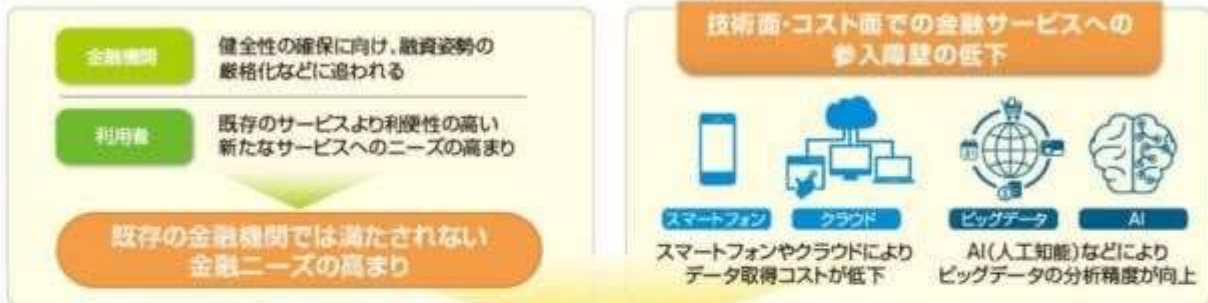 金融機関
健全性の確保に向け、融資姿勢の
厳格化などに追われる
利用者
既存のサービスより利便性の高い
新たなサービスへのニーズの高まり
既存の金融機関では満たされない
金融ニーズの高まり
技術面・コスト面での金融サービスへの
参入障壁の低下
スマートフォン
クラウド
ビッグデータ
AI
スマートフォンやクラウドにより
データ取得コストが低下
AI(人工知能)などにより
ビッグデータの分析精度が向上